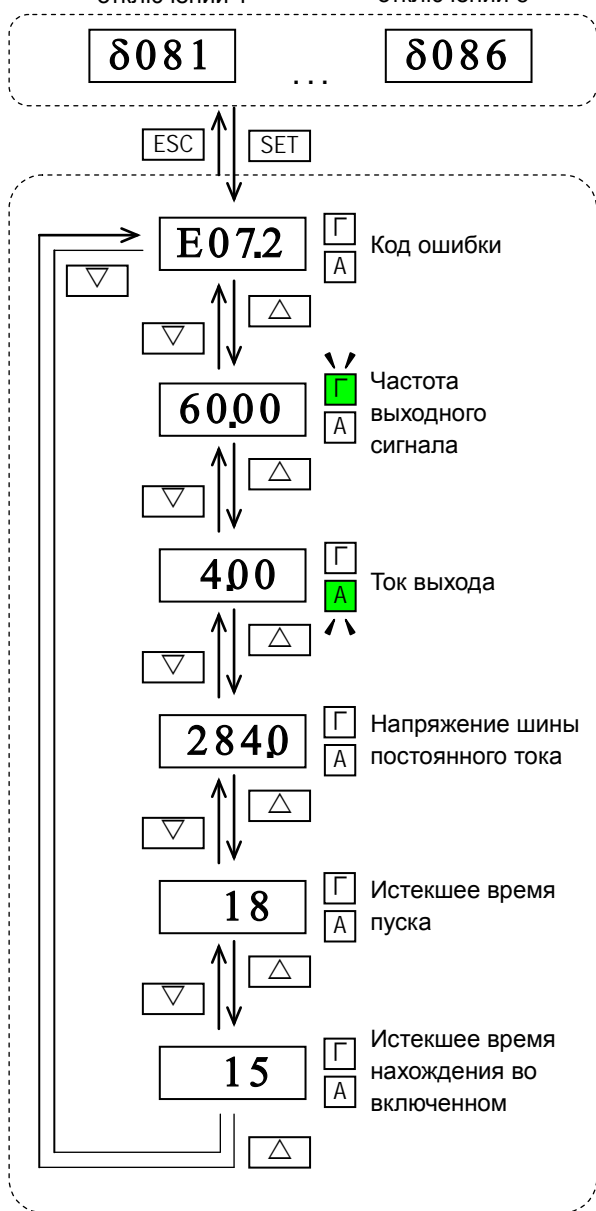 δ081
...
δ086
ESC
SET
E07.2
Г
А
Код ошибки
▽
▽
△
60.00
Г
А
Частота
выходного
сигнала
▽
△
4.00
Г
А
Ток выхода
▽
△
284.0
Г
А
Напряжение шины
постоянного тока
▽
△
18
Г
А
Истекшее время
пуска
▽
△
15
Г
А
Истекшее время
нахождения во
включенном
△